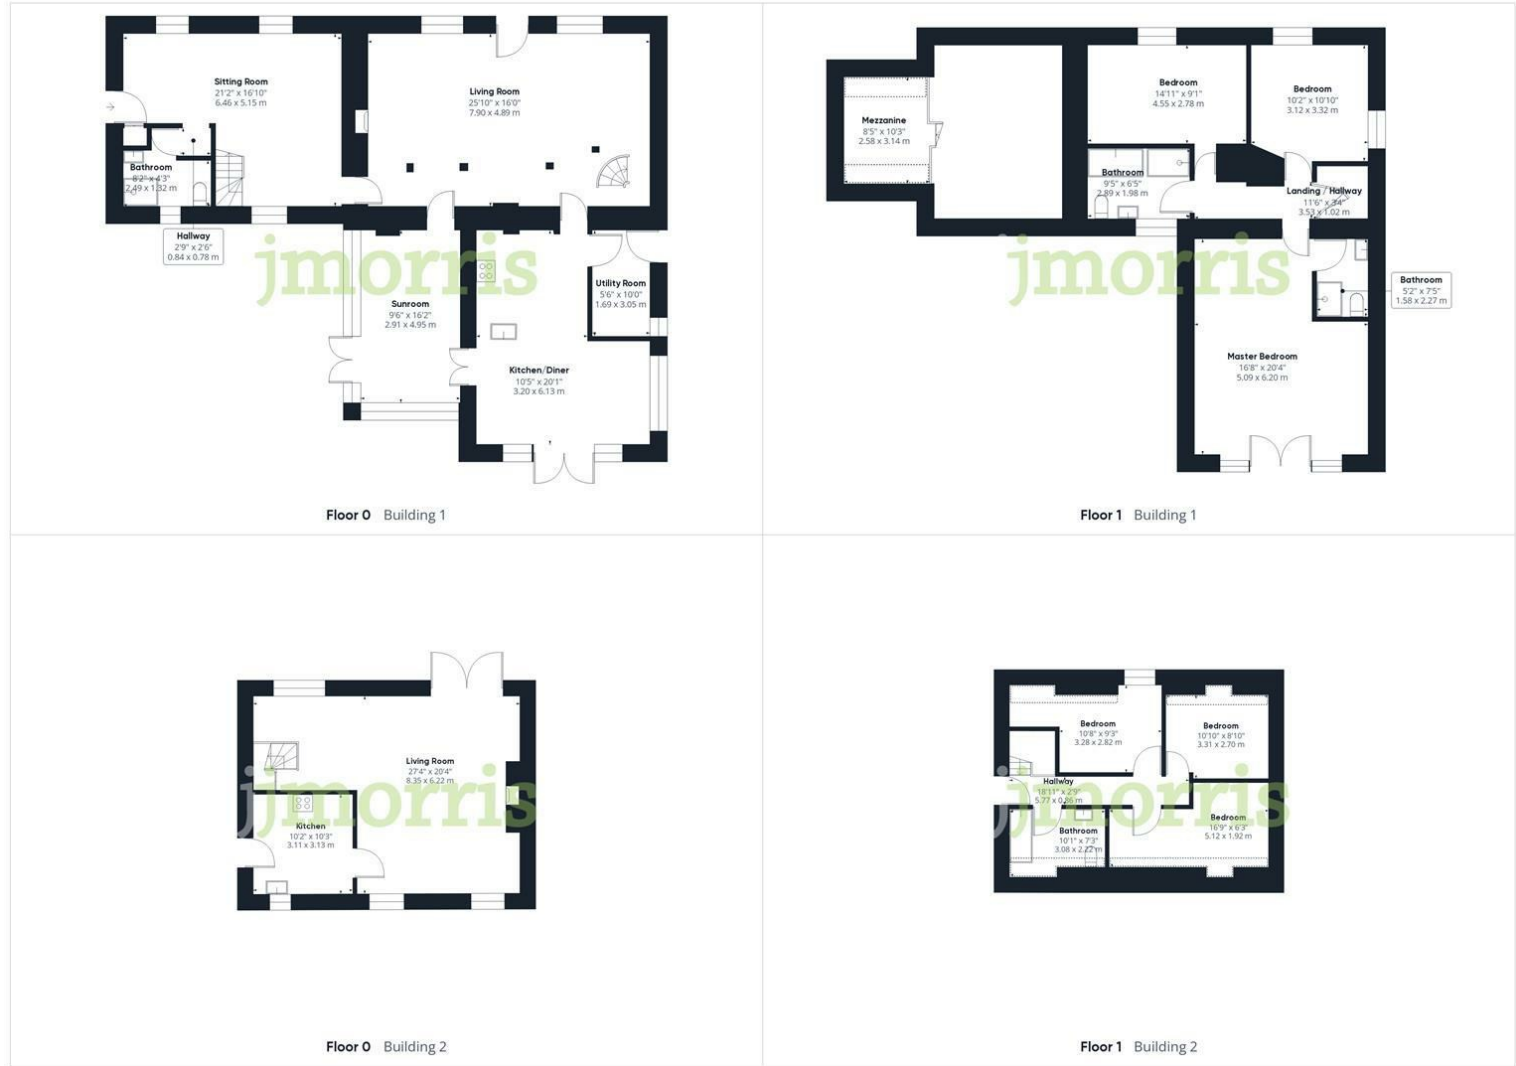 Sitting Room
21'2" x 16'10"
6.46 x 5.15 m
Living Room
25'10" x 16'0"
7.90 x 4.89 m
Bathroom
8'2" x 4'3"
2.49 x 1.32 m
Hallway
2'9" x 2'6"
0.84 x 0.78 m
jmorris
Sunroom
9'6" x 16'2"
2.91 x 4.95 m
Utility Room
5'6" x 10'0"
1.69 x 3.05 m
Kitchen/Diner
10'5" x 20'1"
3.20 x 6.13 m
Floor 0 Building 1
Mezzanine
8'5" x 10'3"
2.58 x 3.14 m
Bedroom
14'11" x 9'1"
4.55 x 2.78 m
Bedroom
10'2" x 10'10"
3.12 x 3.32 m
Bathroom
9'5" x 6'5"
2.89 x 1.98 m
Landing / Hallway
11'6" x 3'4"
3.53 x 1.02 m
jmorris
Bathroom
5'2" x 7'5"
1.58 x 2.27 m
Master Bedroom
16'8" x 20'4"
5.09 x 6.20 m
Floor 1 Building 1
Living Room
27'4" x 20'4"
8.35 x 6.22 m
jjmorris
Kitchen
10'2" x 10'3"
3.11 x 3.13 m
Floor 0 Building 2
Bedroom
10'8" x 9'3"
3.28 x 2.82 m
Bedroom
10'10" x 8'10"
3.31 x 2.70 m
Hallway
18'11" x 2'9"
5.77 x 0.86 m
jjmorris
Bathroom
10'1" x 7'3"
3.08 x 2.22 m
Bedroom
16'9" x 6'3"
5.12 x 1.92 m
Floor 1 Building 2